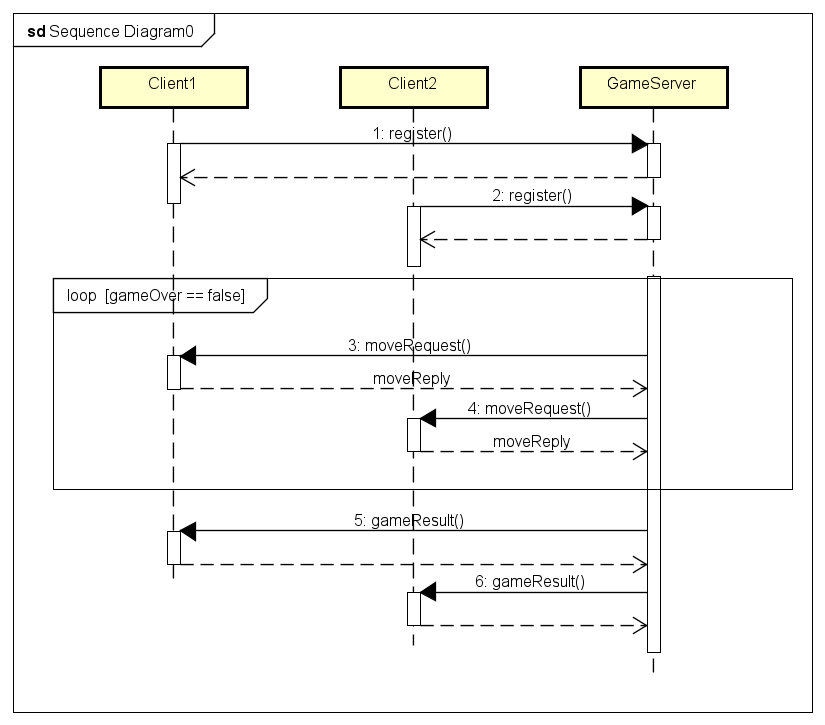 sd Sequence Diagram0
Client1
Client2
GameServer
1: register()
2: register()
loop [gameOver == false]
3: moveRequest()
moveReply
4: moveRequest()
moveReply
5: gameResult()
6: gameResult()